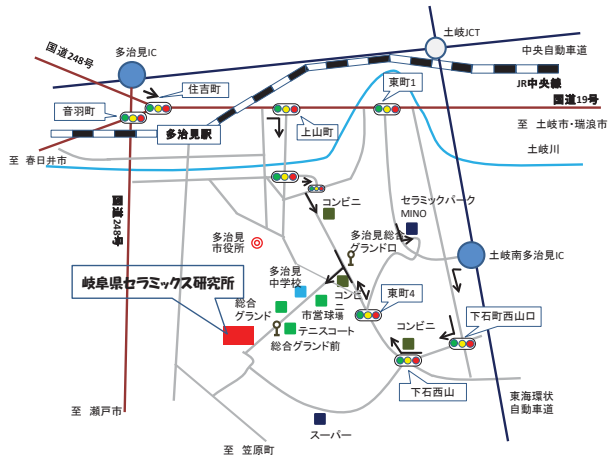 国道248号
多治見IC
土岐JCT
中央自動車道
住吉町
東町1
JR中央線
国道19号
音羽町
多治見駅
上山町
至 土岐市・瑞浪市
至 春日井市
土岐川
国道248号
コンビニ
セラミックパーク
MINO
多治見
市役所
多治見総合
グランド口
土岐南多治見IC
岐阜県セラミックス研究所
多治見
中学校
コンビ
ニ
総合
グランド
市営球場
東町4
下石町西山口
テニスコート
コンビニ
総合グランド前
下石西山
東海環状
自動車道
至 瀬戸市
スーパー
至 笠原町